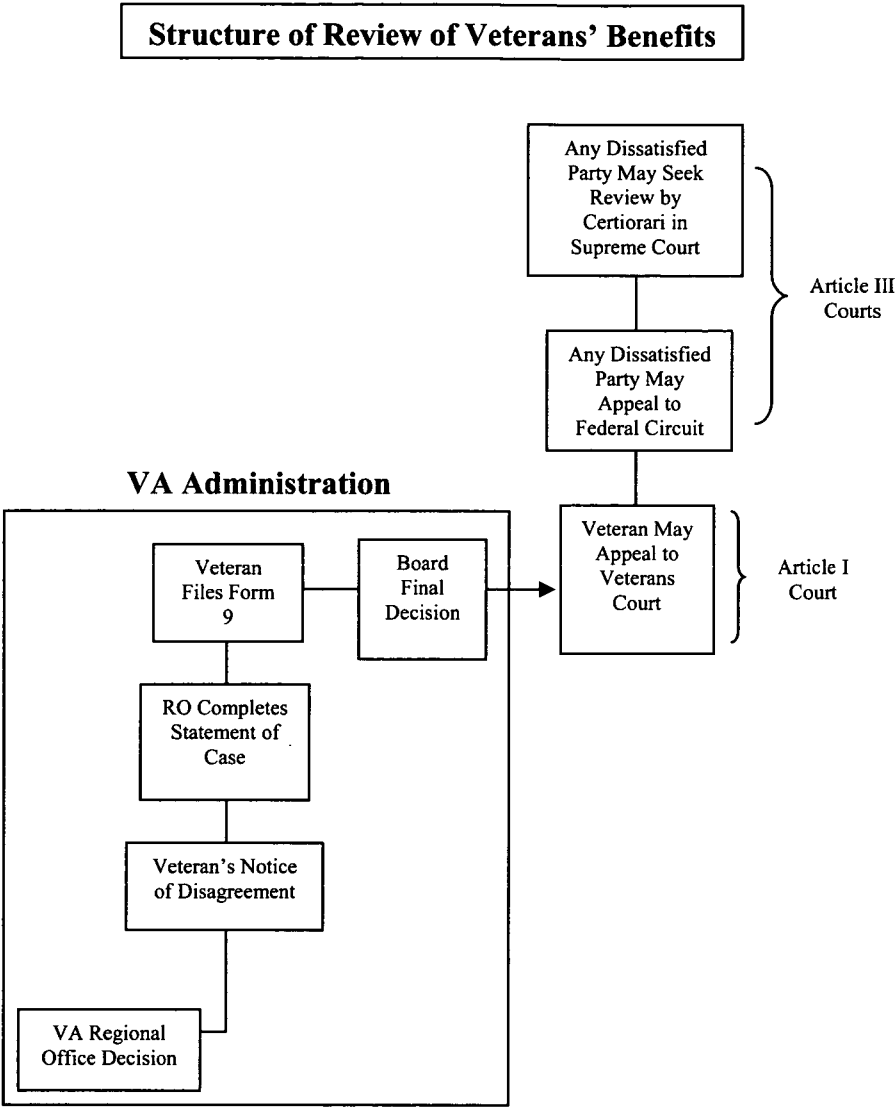 Structure of Review of Veterans' Benefits
Any Dissatisfied
Party May Seek
Review by
Certiorari in
Supreme Court
Article III
Courts
Any Dissatisfied
Party May
Appeal to
Federal Circuit
VA Administration
Veteran May
Appeal to
Veterans
Court
Article I
Court
Board
Final
Decision
Veteran
Files Form
9
RO Completes
Statement of
Case
Veteran's Notice
of Disagreement
VA Regional
Office Decision